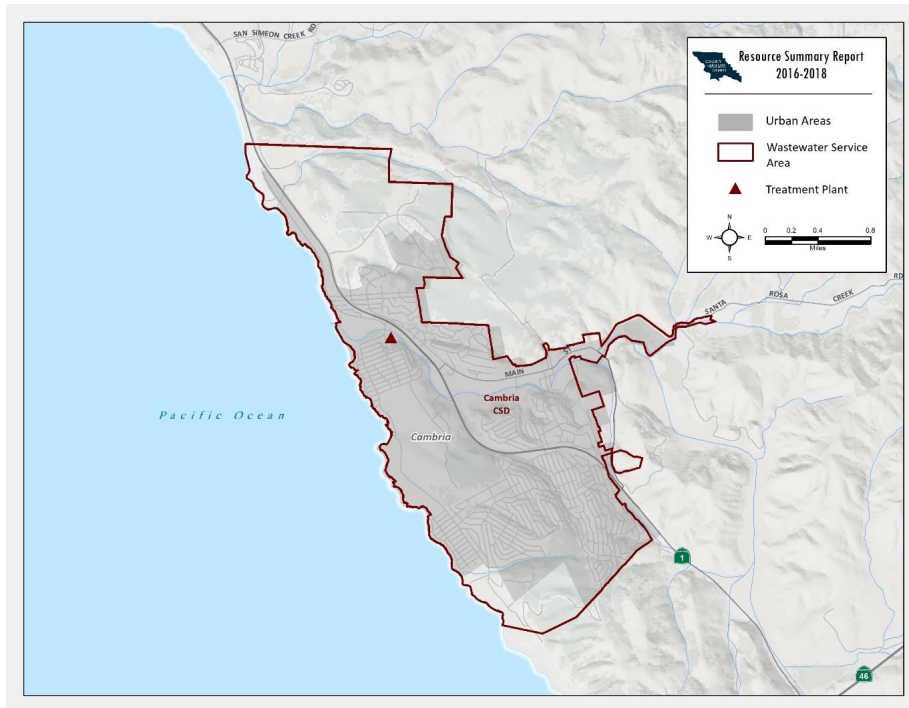 SAN SIMEON CREEK RD
Resource Summary Report
2016-2018
Urban Areas
Wastewater Service
Area
Treatment Plant
N
W
E
S
0 0.2 0.4 0.8
Miles
SANTA ROSA CREEK RD
MAIN ST
Cambria
CSD
Pacific Ocean
Cambria
1
46